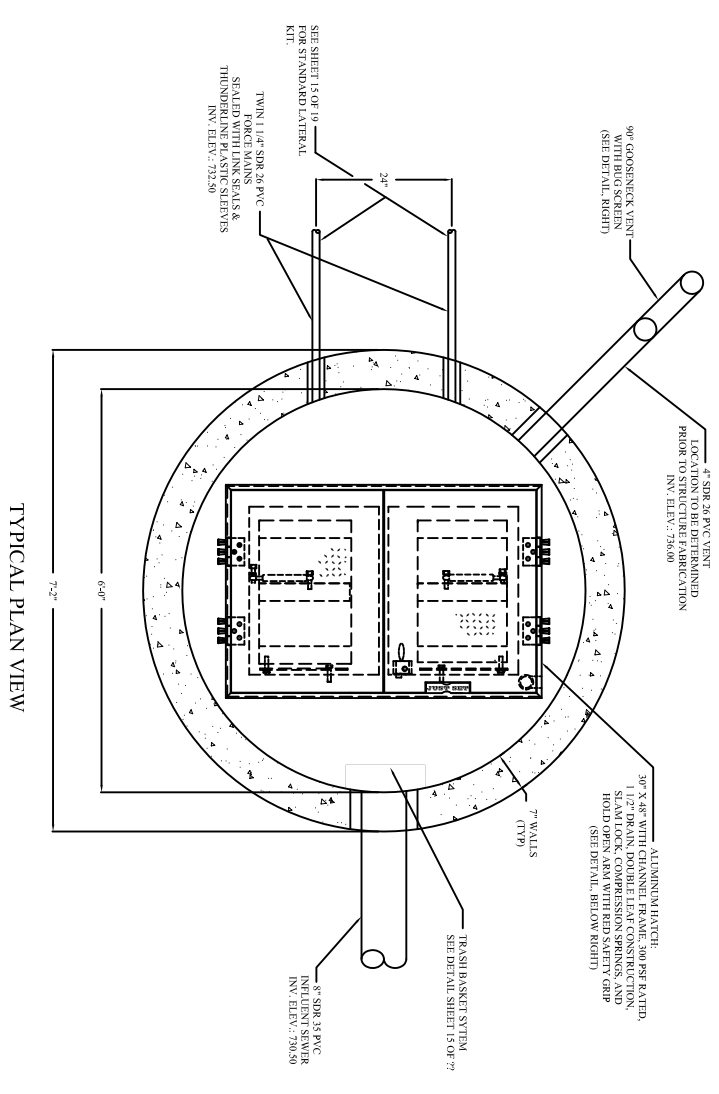 4" SDR 26 PVC VENT
LOCATION TO BE DETERMINED
PRIOR TO STRUCTURE FABRICATION
INV. ELEV.: 736.00
90° GOOSENECK VENT
WITH BUG SCREEN
(SEE DETAIL, RIGHT)
ALUMINUM HATCH:
30" X 48" WITH CHANNEL FRAME, 300 PSF RATED,
1 1/2" DRAIN, DOUBLE LEAF CONSTRUCTION,
SLAM LOCK, COMPRESSION SPRINGS, AND
HOLD OPEN ARM WITH RED SAFETY GRIP
(SEE DETAIL, BELOW RIGHT)
7" WALLS
(TYP)
SEE SHEET 15 OF 19
FOR STANDARD LATERAL
KIT.
24"
TWIN 1 1/4" SDR 26 PVC
FORCE MAINS
SEALED WITH LINK SEALS &
THUNDERLINE PLASTIC SLEEVES
INV. ELEV.: 732.50
JUST SET
TRASH BASKET SYTEM
SEE DETAIL SHEET 15 OF ??
8" SDR 35 PVC
INFLUENT SEWER
INV. ELEV.: 730.50
6'-0"
7'-2"
TYPICAL PLAN VIEW